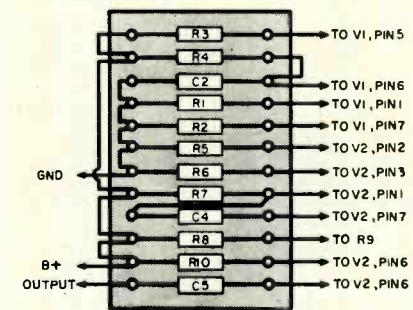 R3 TO V1, PIN5
R4
C2 TO V1, PIN6
R1 TO V1, PIN1
R2 TO V1, PIN7
R5 TO V2, PIN2
GND R6 TO V2, PIN3
R7 TO V2, PIN1
C4 TO V2, PIN7
R8 TO R9
B+ R10 TO V2, PIN6
OUTPUT C5 TO V2, PIN6